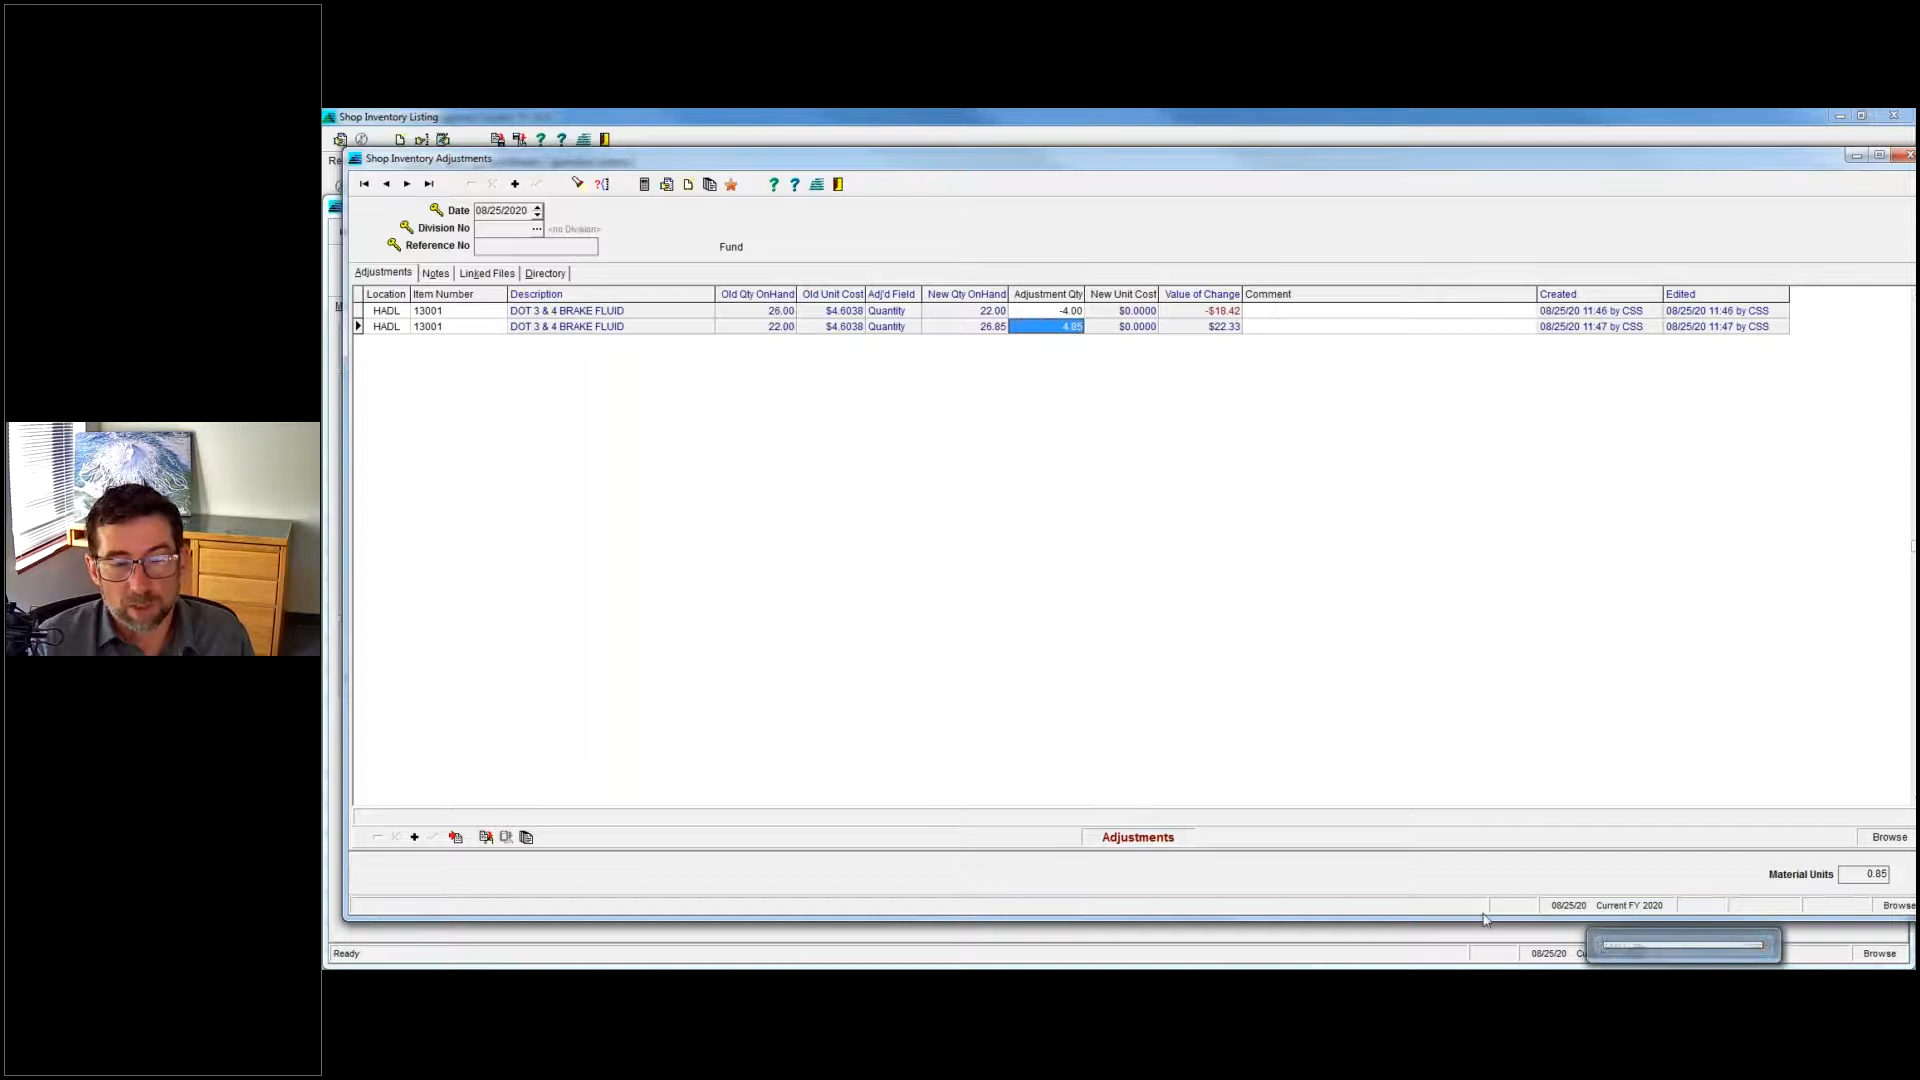 Shop Inventory Listing
Re
Shop Inventory Adjustments
Date 08/25/2020
Division No ... <no Division>
Reference No
Fund
Adjustments Notes Linked Files Directory
Location Item Number Description Old Qty OnHand Old Unit Cost Adj'd Field New Qty OnHand Adjustment Qty New Unit Cost Value of Change Comment Created Edited
HADL 13001 DOT 3 & 4 BRAKE FLUID 26.00 $4.6038 Quantity 22.00 -4.00 $0.0000 -$18.42 08/25/20 11:46 by CSS 08/25/20 11:46 by CSS
HADL 13001 DOT 3 & 4 BRAKE FLUID 22.00 $4.6038 Quantity 26.85 4.85 $0.0000 $22.33 08/25/20 11:47 by CSS 08/25/20 11:47 by CSS
Adjustments Browse
Material Units 0.85
08/25/20 Current FY 2020 Browse
Ready 08/25/20 Cu Browse